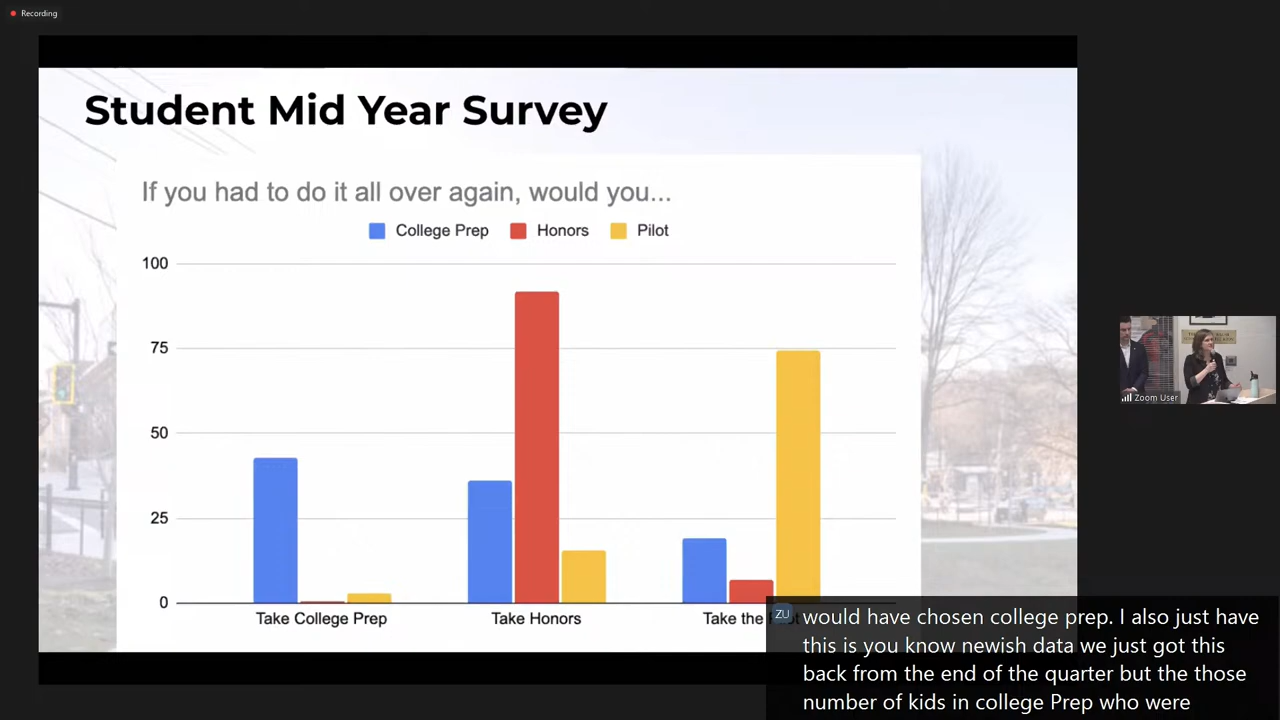 Recording
Student Mid Year Survey
If you had to do it all over again, would you...
College Prep Honors Pilot
100
75
50
25
0
Take College Prep Take Honors Take the
Zoom User
ZU would have chosen college prep. I also just have
this is you know newish data we just got this
back from the end of the quarter but the those
number of kids in college Prep who were